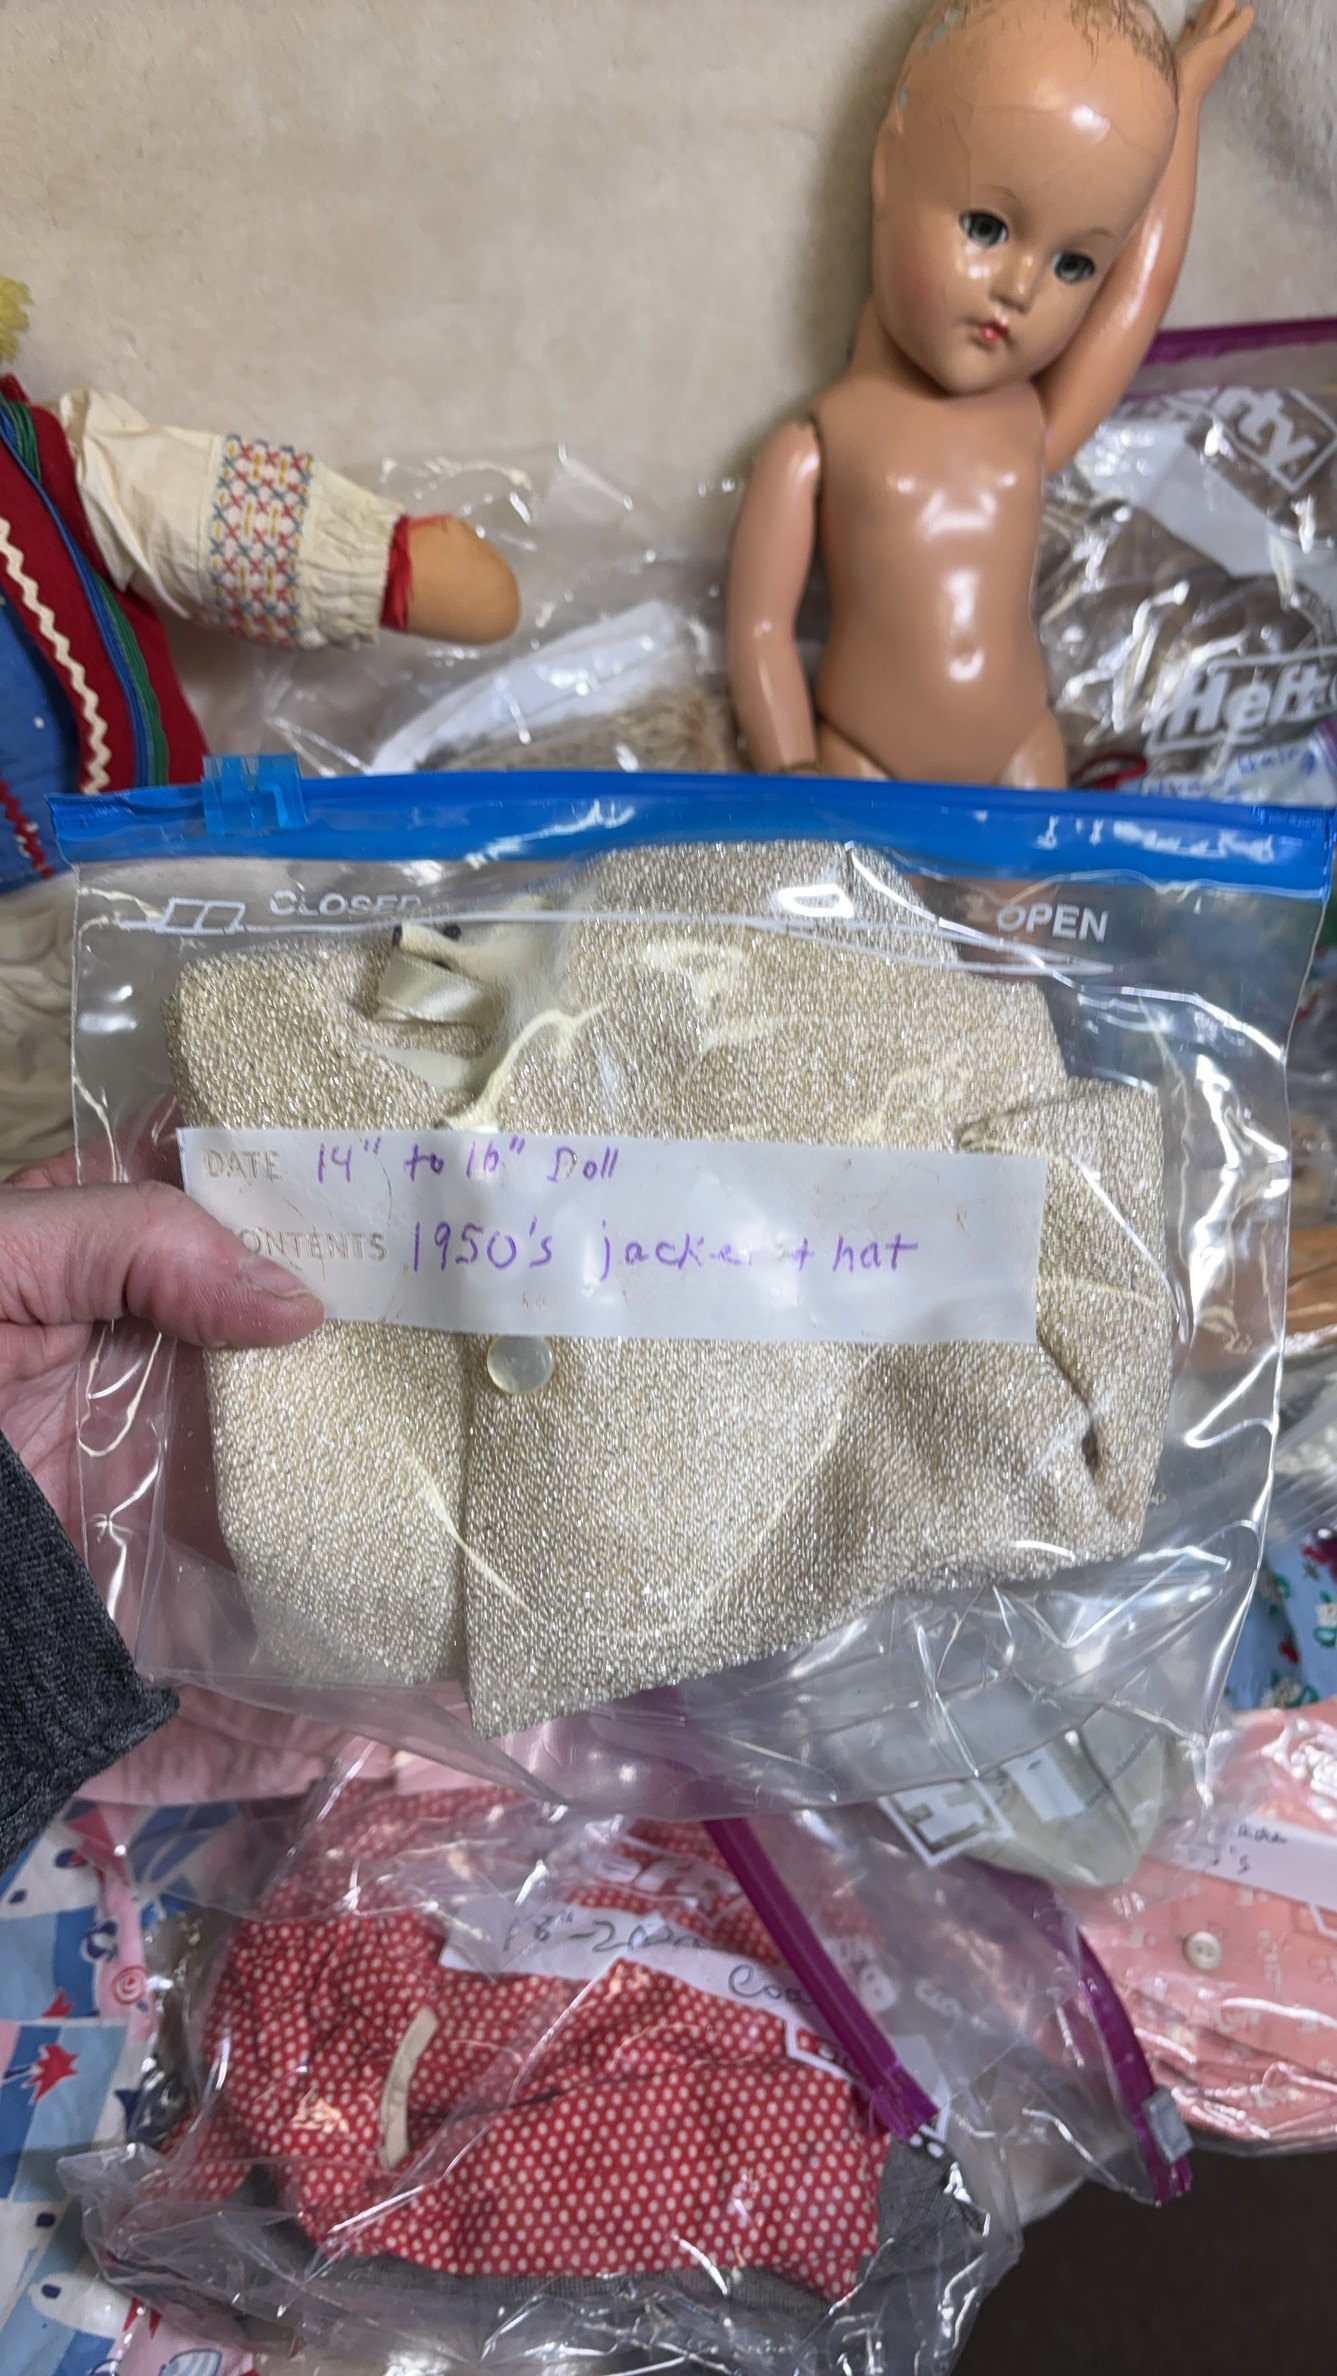 Hefty
CLOSED OPEN
DATE 14" to 16" Doll
CONTENTS 1950's jacket + hat